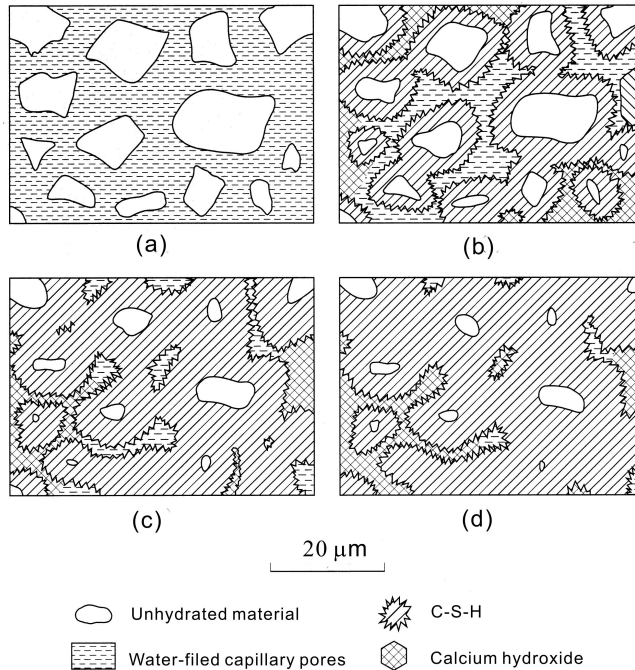 (a)
(b)
(c)
(d)
20 μm
Unhydrated material
C-S-H
Water-filed capillary pores
Calcium hydroxide